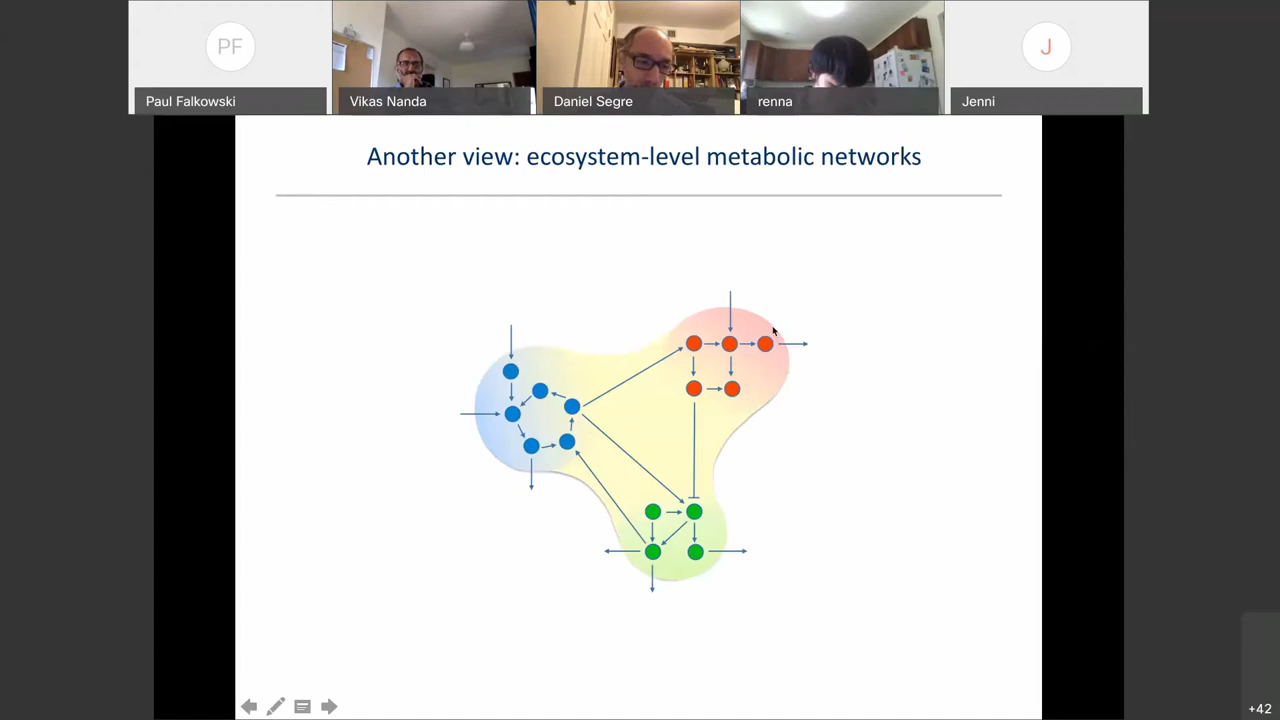 PF
J
Paul Falkowski
Vikas Nanda
Daniel Segre
renna
Jenni
Another view: ecosystem-level metabolic networks
+42